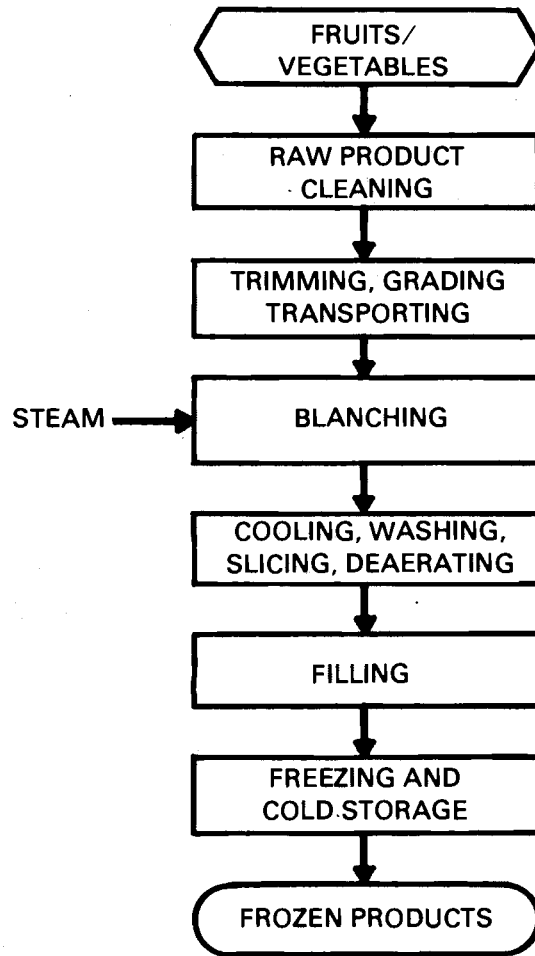 FRUITS/
VEGETABLES
RAW PRODUCT
CLEANING
TRIMMING, GRADING
TRANSPORTING
STEAM
BLANCHING
COOLING, WASHING,
SLICING, DEAERATING
FILLING
FREEZING AND
COLD STORAGE
FROZEN PRODUCTS